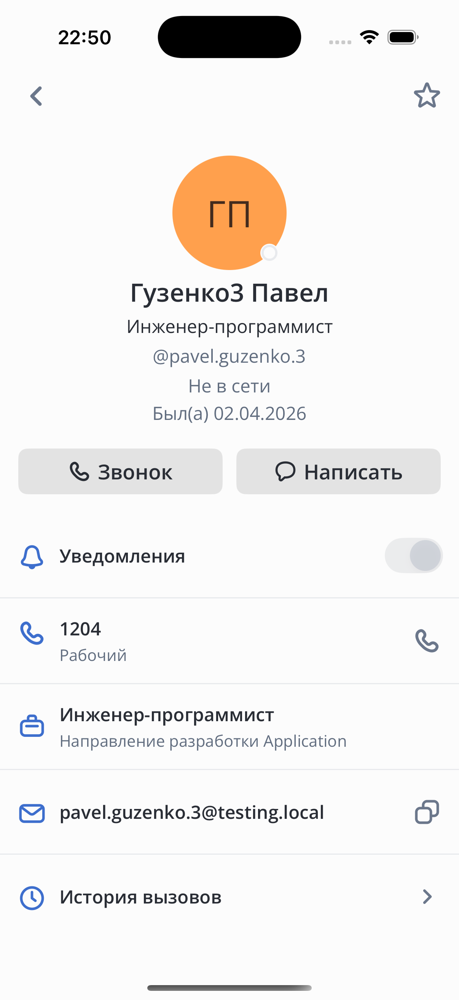 22:50
ГП
Гузенко3 Павел
Инженер-программист
@pavel.guzenko.3
Не в сети
Был(а) 02.04.2026
Звонок
Написать
Уведомления
1204
Рабочий
Инженер-программист
Направление разработки Application
pavel.guzenko.3@testing.local
История вызовов